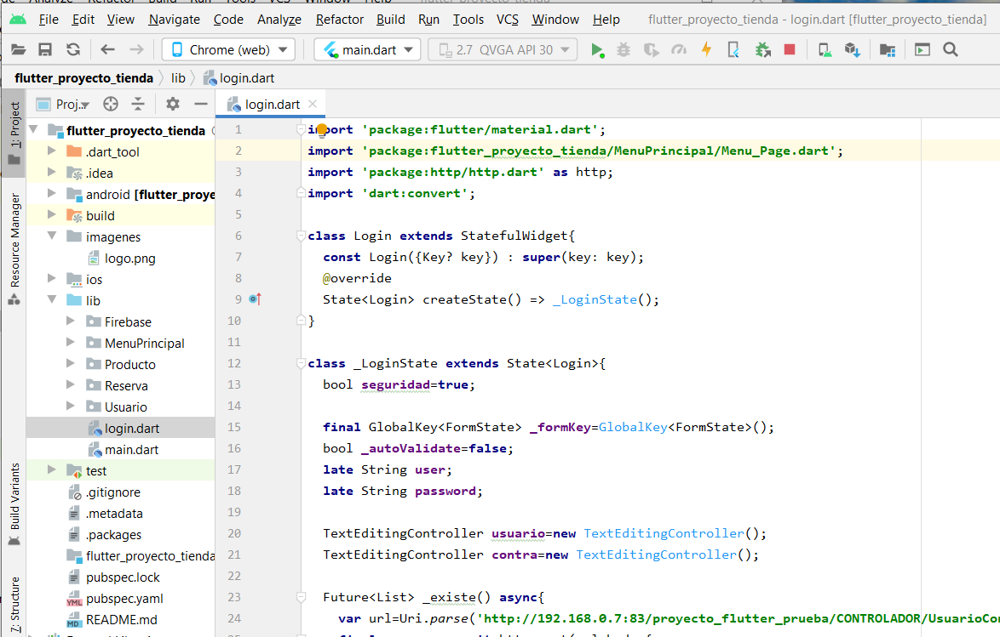 File Edit View Navigate Code Analyze Refactor Build Run Tools VCS Window Help flutter_proyecto_tienda - login.dart [flutter_proyecto_tienda]
Chrome (web) main.dart 2.7 QVGA API 30
flutter_proyecto_tienda lib login.dart
Proj... login.dart
1: Project
Resource Manager
Build Variants
7: Structure
flutter_proyecto_tienda
.dart_tool
.idea
android [flutter_proye
build
imagenes
logo.png
ios
lib
Firebase
MenuPrincipal
Producto
Reserva
Usuario
login.dart
main.dart
test
.gitignore
.metadata
.packages
flutter_proyecto_tienda
pubspec.lock
pubspec.yaml
README.md
1 import 'package:flutter/material.dart';
2 import 'package:flutter_proyecto_tienda/MenuPrincipal/Menu_Page.dart';
3 import 'package:http/http.dart' as http;
4 import 'dart:convert';
5
6 class Login extends StatefulWidget{
7 const Login({Key? key}) : super(key: key);
8 @override
9 State<Login> createState() => _LoginState();
10 }
11
12 class _LoginState extends State<Login>{
13 bool seguridad=true;
14
15 final GlobalKey<FormState> _formKey=GlobalKey<FormState>();
16 bool _autoValidate=false;
17 late String user;
18 late String password;
19
20 TextEditingController usuario=new TextEditingController();
21 TextEditingController contra=new TextEditingController();
22
23 Future<List> _existe() async{
24 var url=Uri.parse('http://192.168.0.7:83/proyecto_flutter_prueba/CONTROLADOR/UsuarioCo